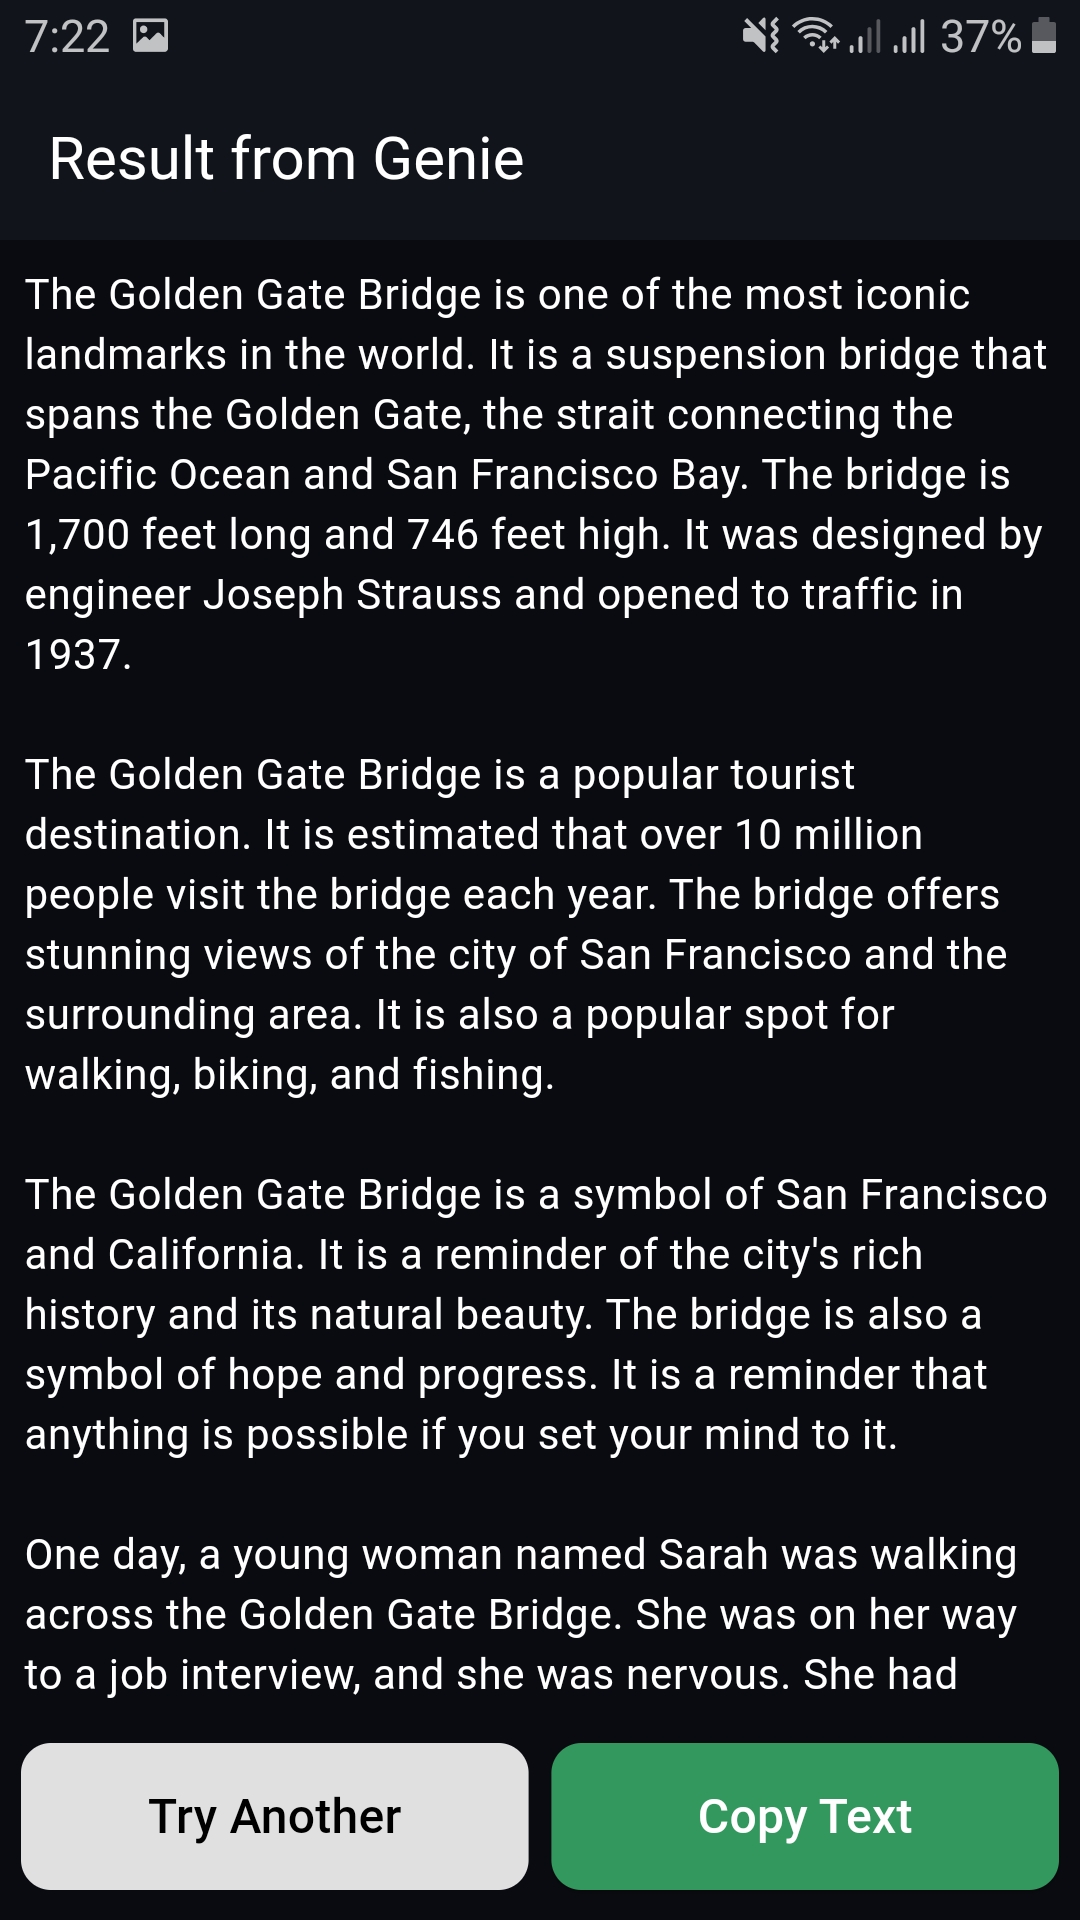 7:22
37%
Result from Genie
The Golden Gate Bridge is one of the most iconic
landmarks in the world. It is a suspension bridge that
spans the Golden Gate, the strait connecting the
Pacific Ocean and San Francisco Bay. The bridge is
1,700 feet long and 746 feet high. It was designed by
engineer Joseph Strauss and opened to traffic in
1937.
The Golden Gate Bridge is a popular tourist
destination. It is estimated that over 10 million
people visit the bridge each year. The bridge offers
stunning views of the city of San Francisco and the
surrounding area. It is also a popular spot for
walking, biking, and fishing.
The Golden Gate Bridge is a symbol of San Francisco
and California. It is a reminder of the city's rich
history and its natural beauty. The bridge is also a
symbol of hope and progress. It is a reminder that
anything is possible if you set your mind to it.
One day, a young woman named Sarah was walking
across the Golden Gate Bridge. She was on her way
to a job interview, and she was nervous. She had
Try Another
Copy Text